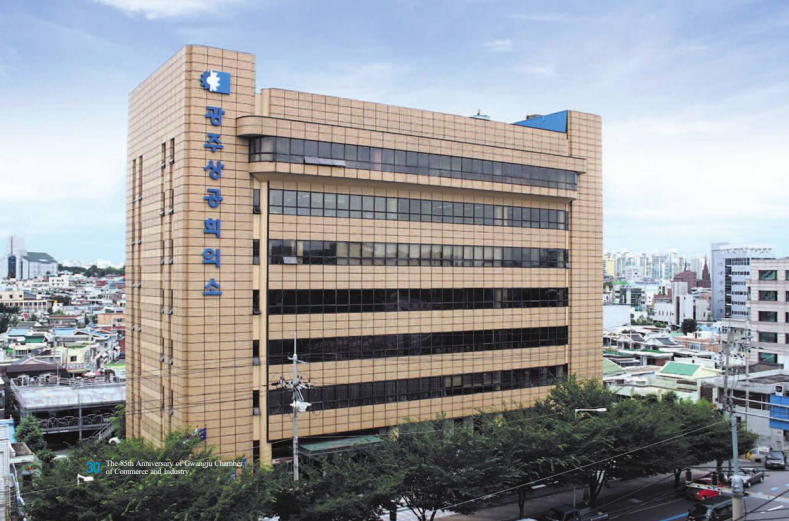 광주상공회의소
30 The 85th Anniversary of Gwangju Chamber
of Commerce and Industry